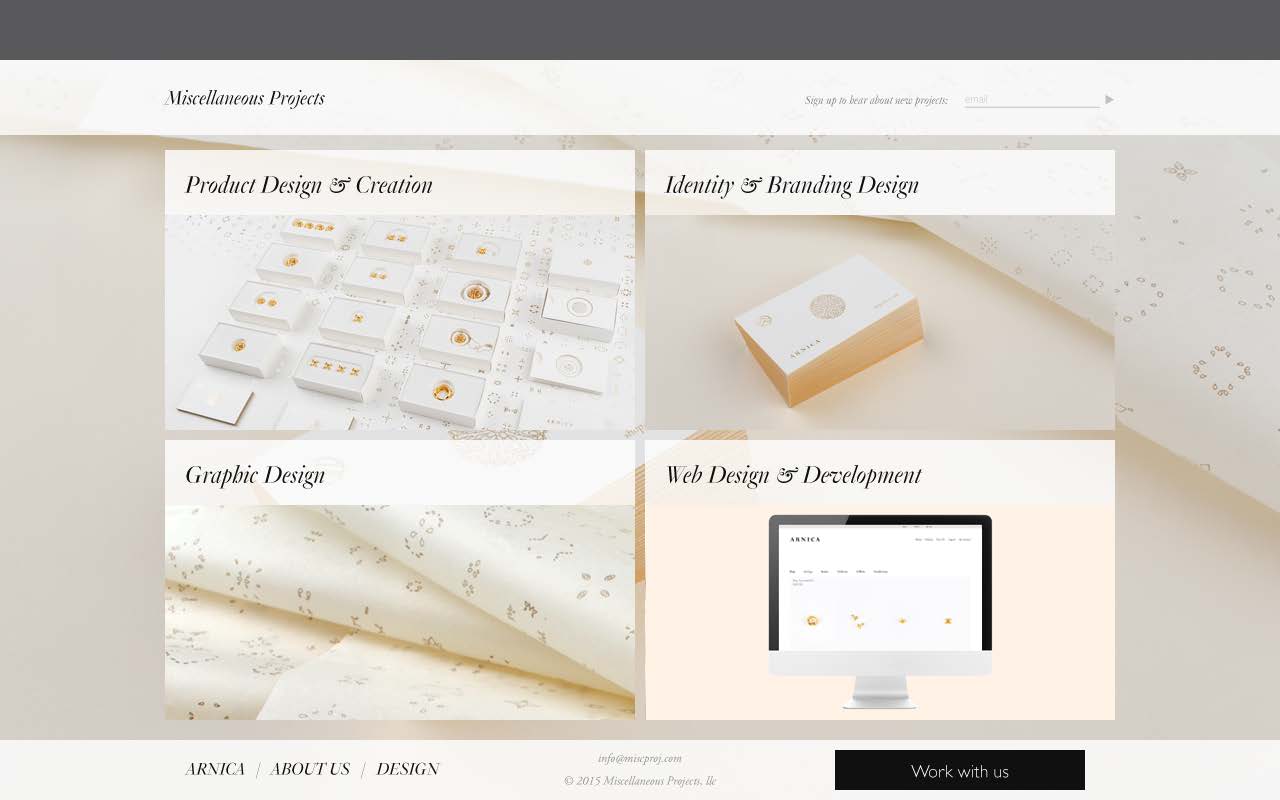 Miscellaneous Projects
Sign up to hear about new projects:
email
Product Design & Creation
Identity & Branding Design
ARNICA
Graphic Design
Web Design & Development
ARNICA
ARNICA / ABOUT US / DESIGN
info@miscproj.com
© 2015 Miscellaneous Projects, llc
Work with us